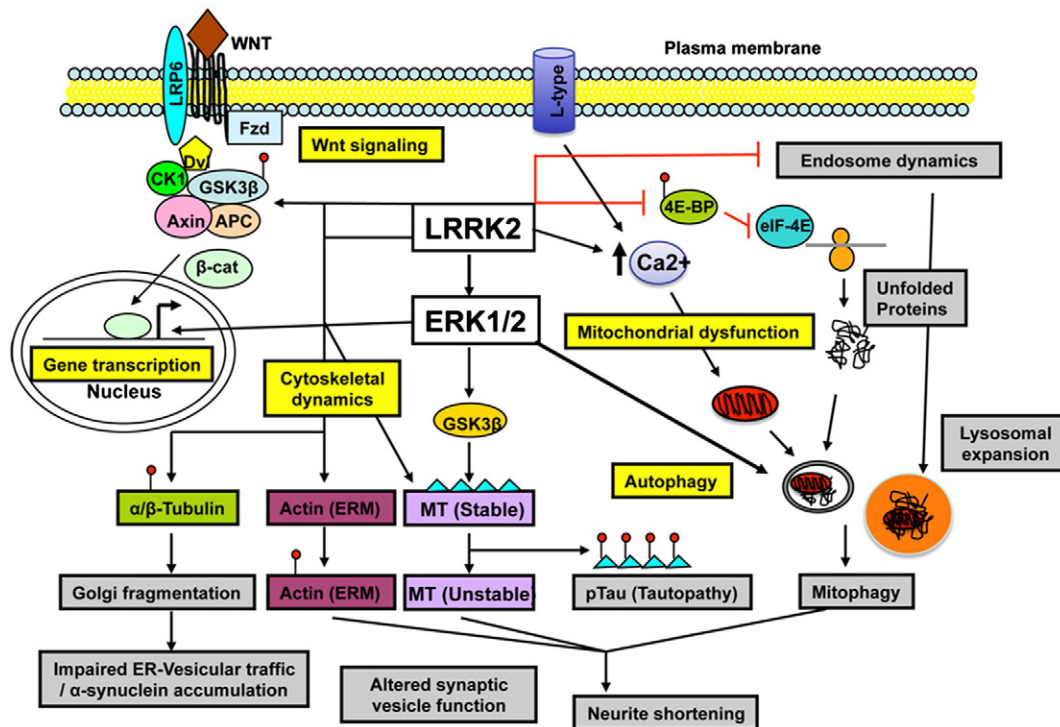 WNT
Plasma membrane
LRP6
L-type
Fzd
Wnt signaling
Dvl
CK1
GSK3β
Endosome dynamics
4E-BP
Axin
APC
LRRK2
eIF-4E
β-cat
Ca2+
Unfolded
Proteins
ERK1/2
Mitochondrial dysfunction
Gene transcription
Nucleus
Cytoskeletal
dynamics
GSK3β
Lysosomal
expansion
Autophagy
α/β-Tubulin
Actin (ERM)
MT (Stable)
Golgi fragmentation
Actin (ERM)
MT (Unstable)
pTau (Tautopathy)
Mitophagy
Impaired ER-Vesicular traffic
/ α-synuclein accumulation
Altered synaptic
vesicle function
Neurite shortening